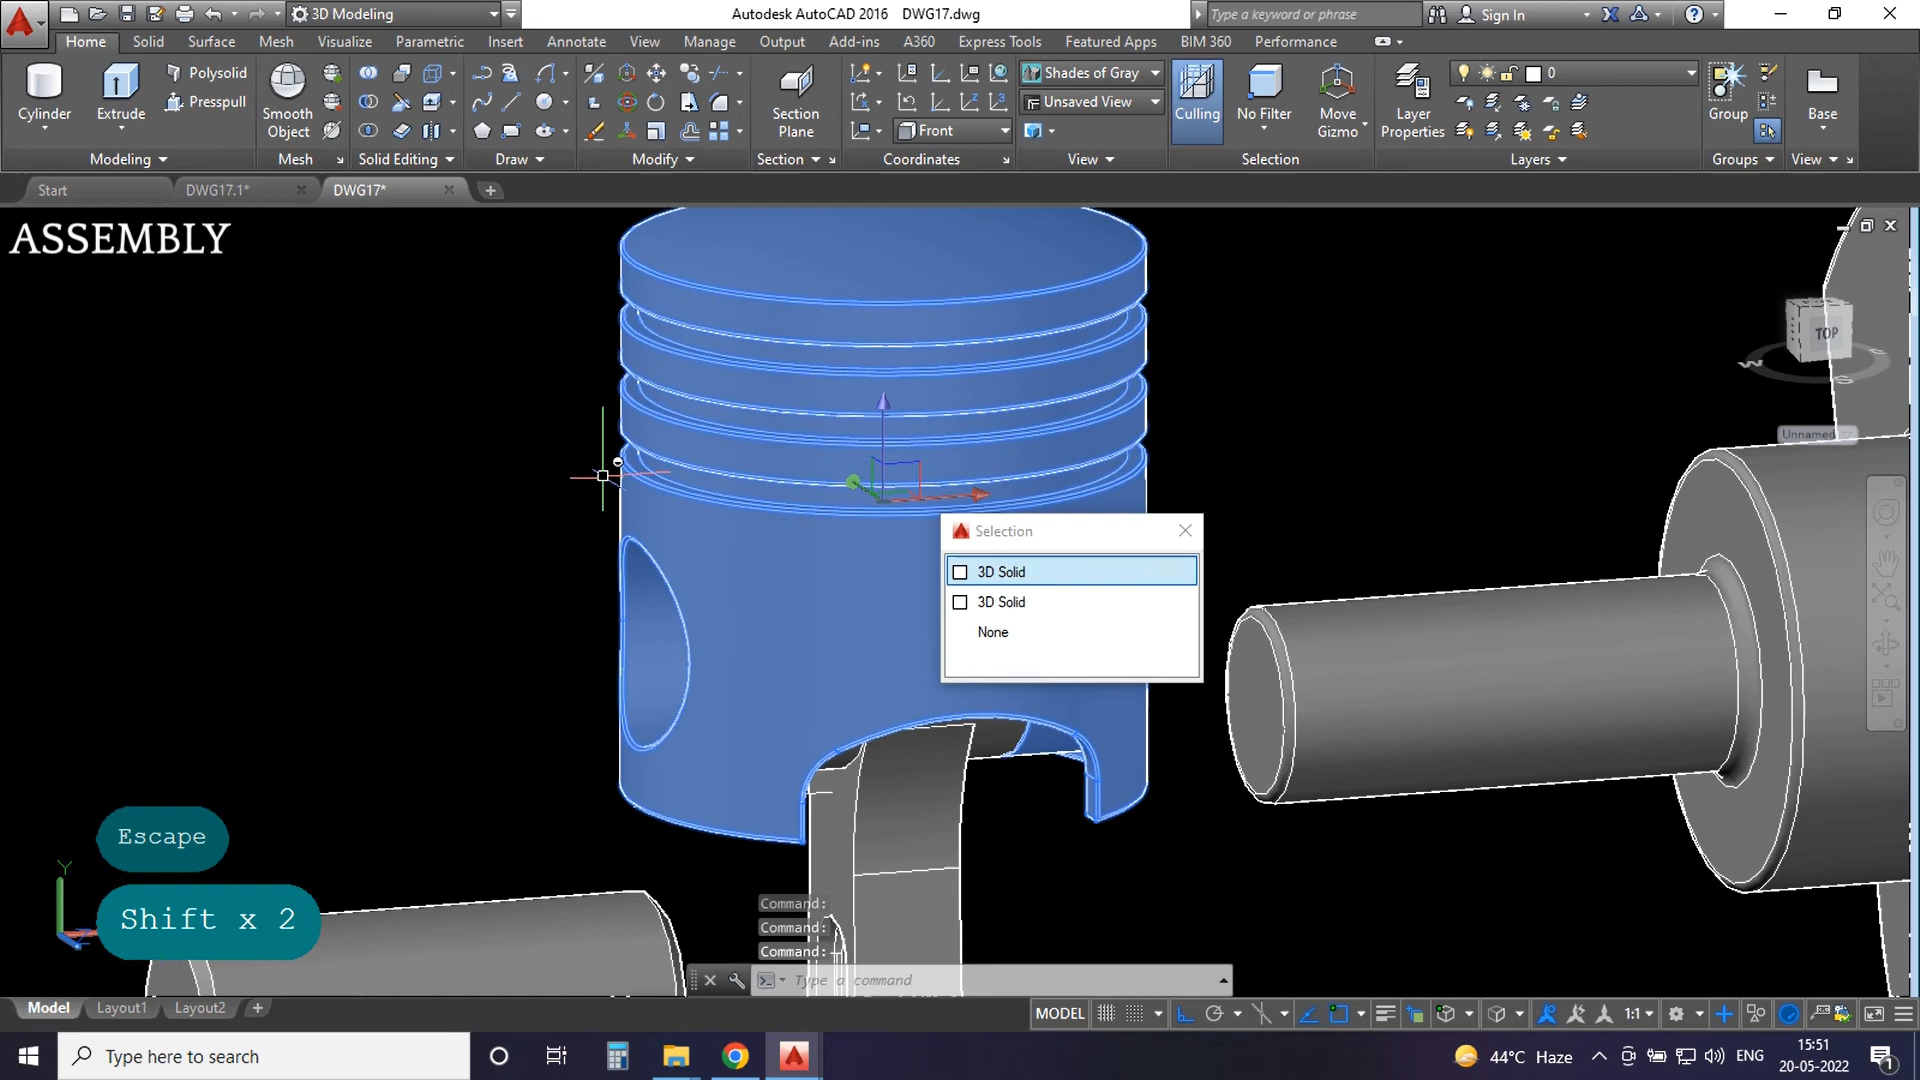 3D Modeling
Autodesk AutoCAD 2016 DWG17.dwg
Type a keyword or phrase
Sign In
Home Solid Surface Mesh Visualize Parametric Insert Annotate View Manage Output Add-ins A360 Express Tools Featured Apps BIM 360 Performance
Cylinder
Extrude
Polysolid
Presspull
Smooth
Object
Section
Plane
Front
Shades of Gray
Unsaved View
Culling
No Filter
Move
Gizmo
Layer
Properties
0
Group
Base
Modeling Mesh Solid Editing Draw Modify Section Coordinates View Selection Layers Groups View
Start DWG17.1* DWG17*
ASSEMBLY
TOP
W
S
Unnamed
Selection
3D Solid
3D Solid
None
Escape
Shift x 2
Y
Command:
Command:
Command:
Type a command
Model Layout1 Layout2
MODEL
1:1
Type here to search
44°C Haze
ENG
15:51
20-05-2022
1